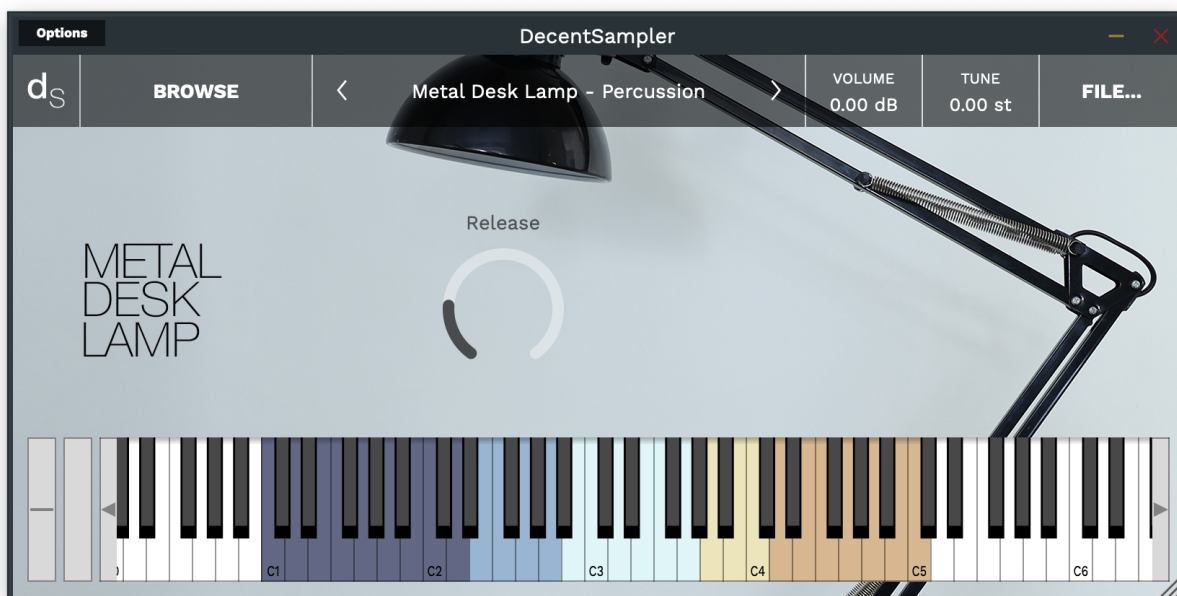 Options
DecentSampler
dS
BROWSE
Metal Desk Lamp - Percussion
VOLUME
0.00 dB
TUNE
0.00 st
FILE...
Release
METAL
DESK
LAMP
C1
C2
C3
C4
C5
C6